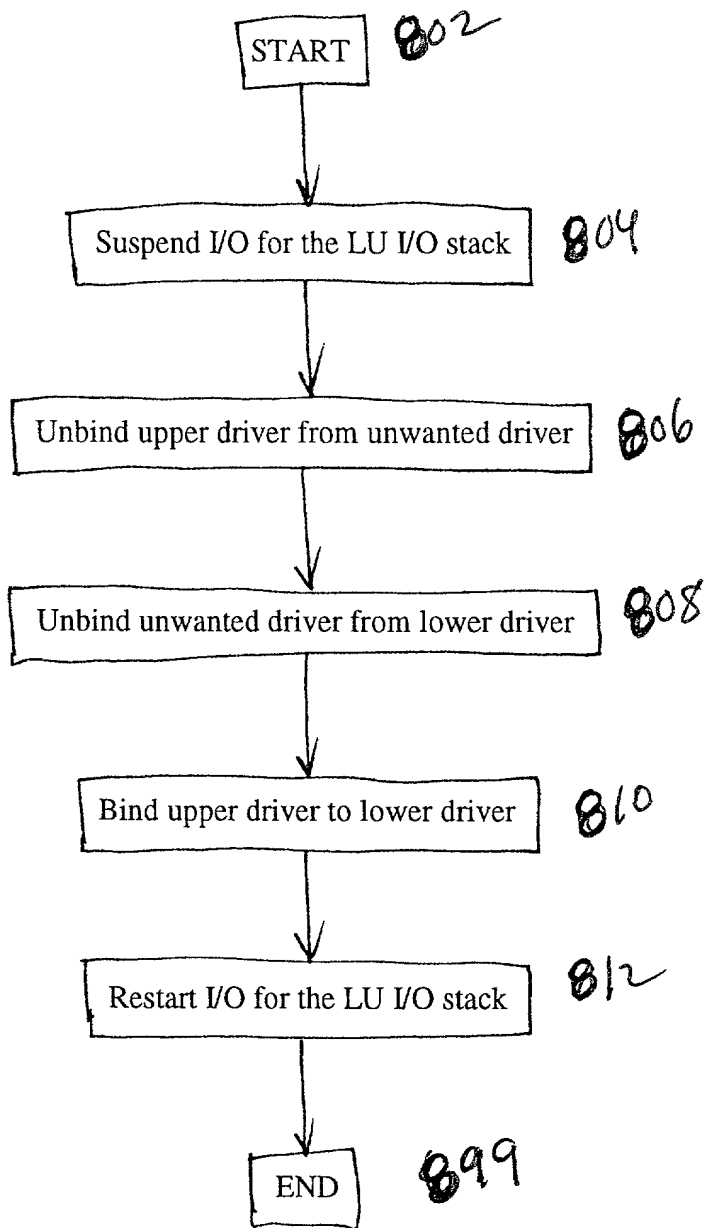 START 802
Suspend I/O for the LU I/O stack 804
Unbind upper driver from unwanted driver 806
Unbind unwanted driver from lower driver 808
Bind upper driver to lower driver 810
Restart I/O for the LU I/O stack 812
END 899